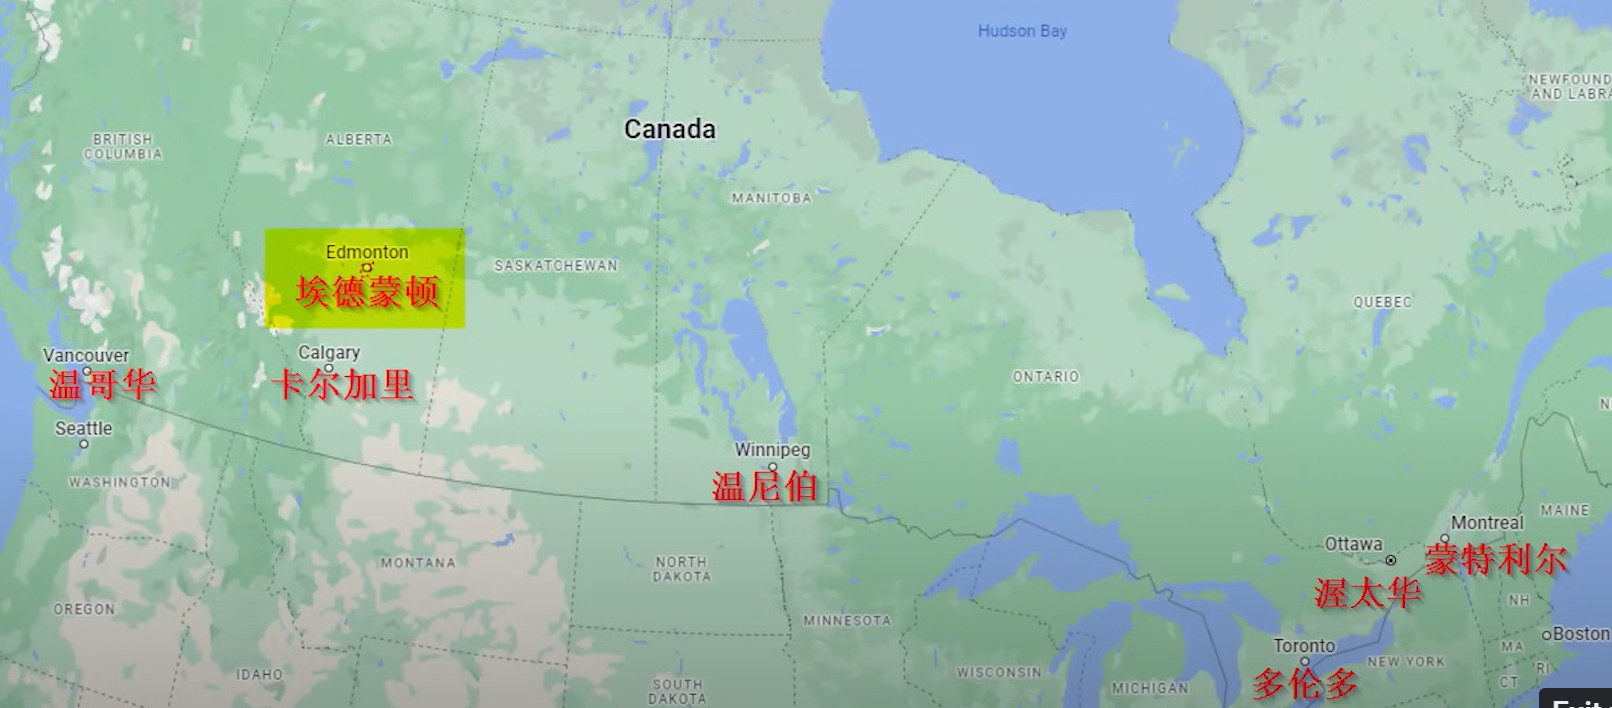 Hudson Bay
Canada
NEWFOUND
AND LABRA
BRITISH
COLUMBIA
ALBERTA
MANITOBA
Edmonton
埃德蒙顿
SASKATCHEWAN
QUEBEC
Vancouver
温哥华
Calgary
卡尔加里
ONTARIO
N
Seattle
Winnipeg
温尼伯
WASHINGTON
MAINE
Montreal
蒙特利尔
Ottawa
渥太华
MONTANA
NORTH
DAKOTA
NH
OREGON
MINNESOTA
Boston
Toronto
多伦多
MA
NEW YORK
RI
CT
IDAHO
WISCONSIN
MICHIGAN
SOUTH
DAKOTA